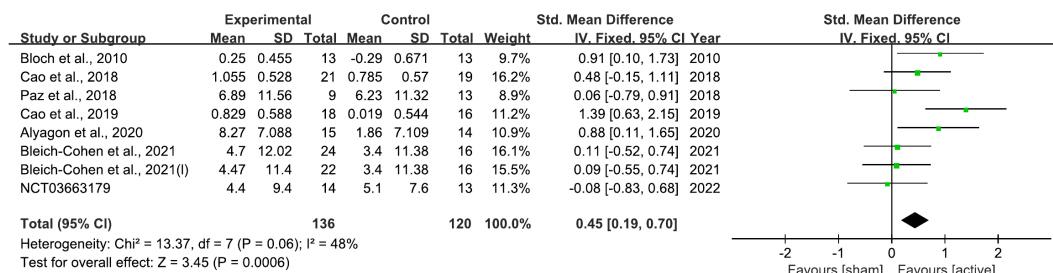 Experimental Control Std. Mean Difference Std. Mean Difference
Study or Subgroup Mean SD Total Mean SD Total Weight IV. Fixed. 95% CI Year IV. Fixed. 95% CI
Bloch et al., 2010 0.25 0.455 13 -0.29 0.671 13 9.7% 0.91 [0.10, 1.73] 2010
Cao et al., 2018 1.055 0.528 21 0.785 0.57 19 16.2% 0.48 [-0.15, 1.11] 2018
Paz et al., 2018 6.89 11.56 9 6.23 11.32 13 8.9% 0.06 [-0.79, 0.91] 2018
Cao et al., 2019 0.829 0.588 18 0.019 0.544 16 11.2% 1.39 [0.63, 2.15] 2019
Alyagon et al., 2020 8.27 7.088 15 1.86 7.109 14 10.9% 0.88 [0.11, 1.65] 2020
Bleich-Cohen et al., 2021 4.7 12.02 24 3.4 11.38 16 16.1% 0.11 [-0.52, 0.74] 2021
Bleich-Cohen et al., 2021(I) 4.47 11.4 22 3.4 11.38 16 15.5% 0.09 [-0.55, 0.74] 2021
NCT03663179 4.4 9.4 14 5.1 7.6 13 11.3% -0.08 [-0.83, 0.68] 2022
Total (95% CI) 136 120 100.0% 0.45 [0.19, 0.70]
Heterogeneity: Chi² = 13.37, df = 7 (P = 0.06); I² = 48%
Test for overall effect: Z = 3.45 (P = 0.0006)
-2 -1 0 1 2
Favours [sham] Favours [active]